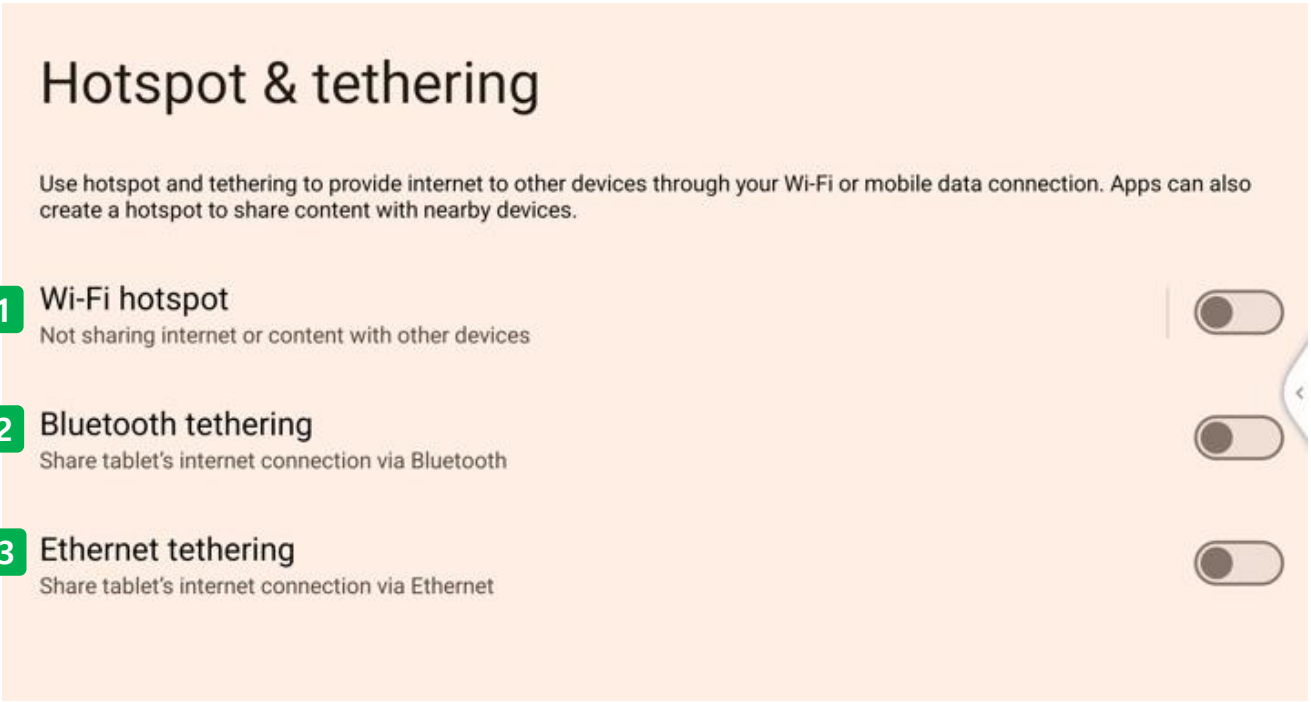 Hotspot & tethering
Use hotspot and tethering to provide internet to other devices through your Wi-Fi or mobile data connection. Apps can also
create a hotspot to share content with nearby devices.
1 Wi-Fi hotspot
Not sharing internet or content with other devices
2 Bluetooth tethering
Share tablet's internet connection via Bluetooth
3 Ethernet tethering
Share tablet's internet connection via Ethernet